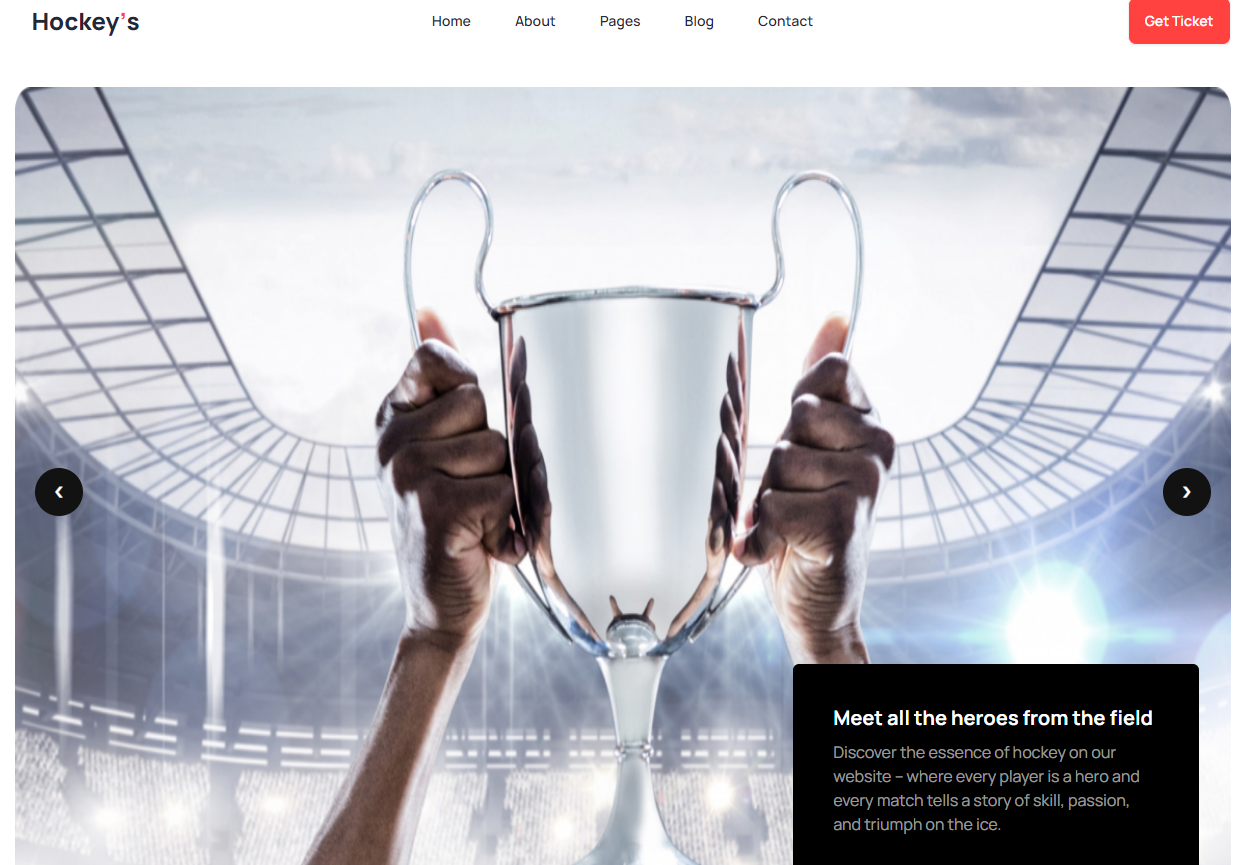 Hockey's
Home
About
Pages
Blog
Contact
Get Ticket
Meet all the heroes from the field
Discover the essence of hockey on our
website – where every player is a hero and
every match tells a story of skill, passion,
and triumph on the ice.